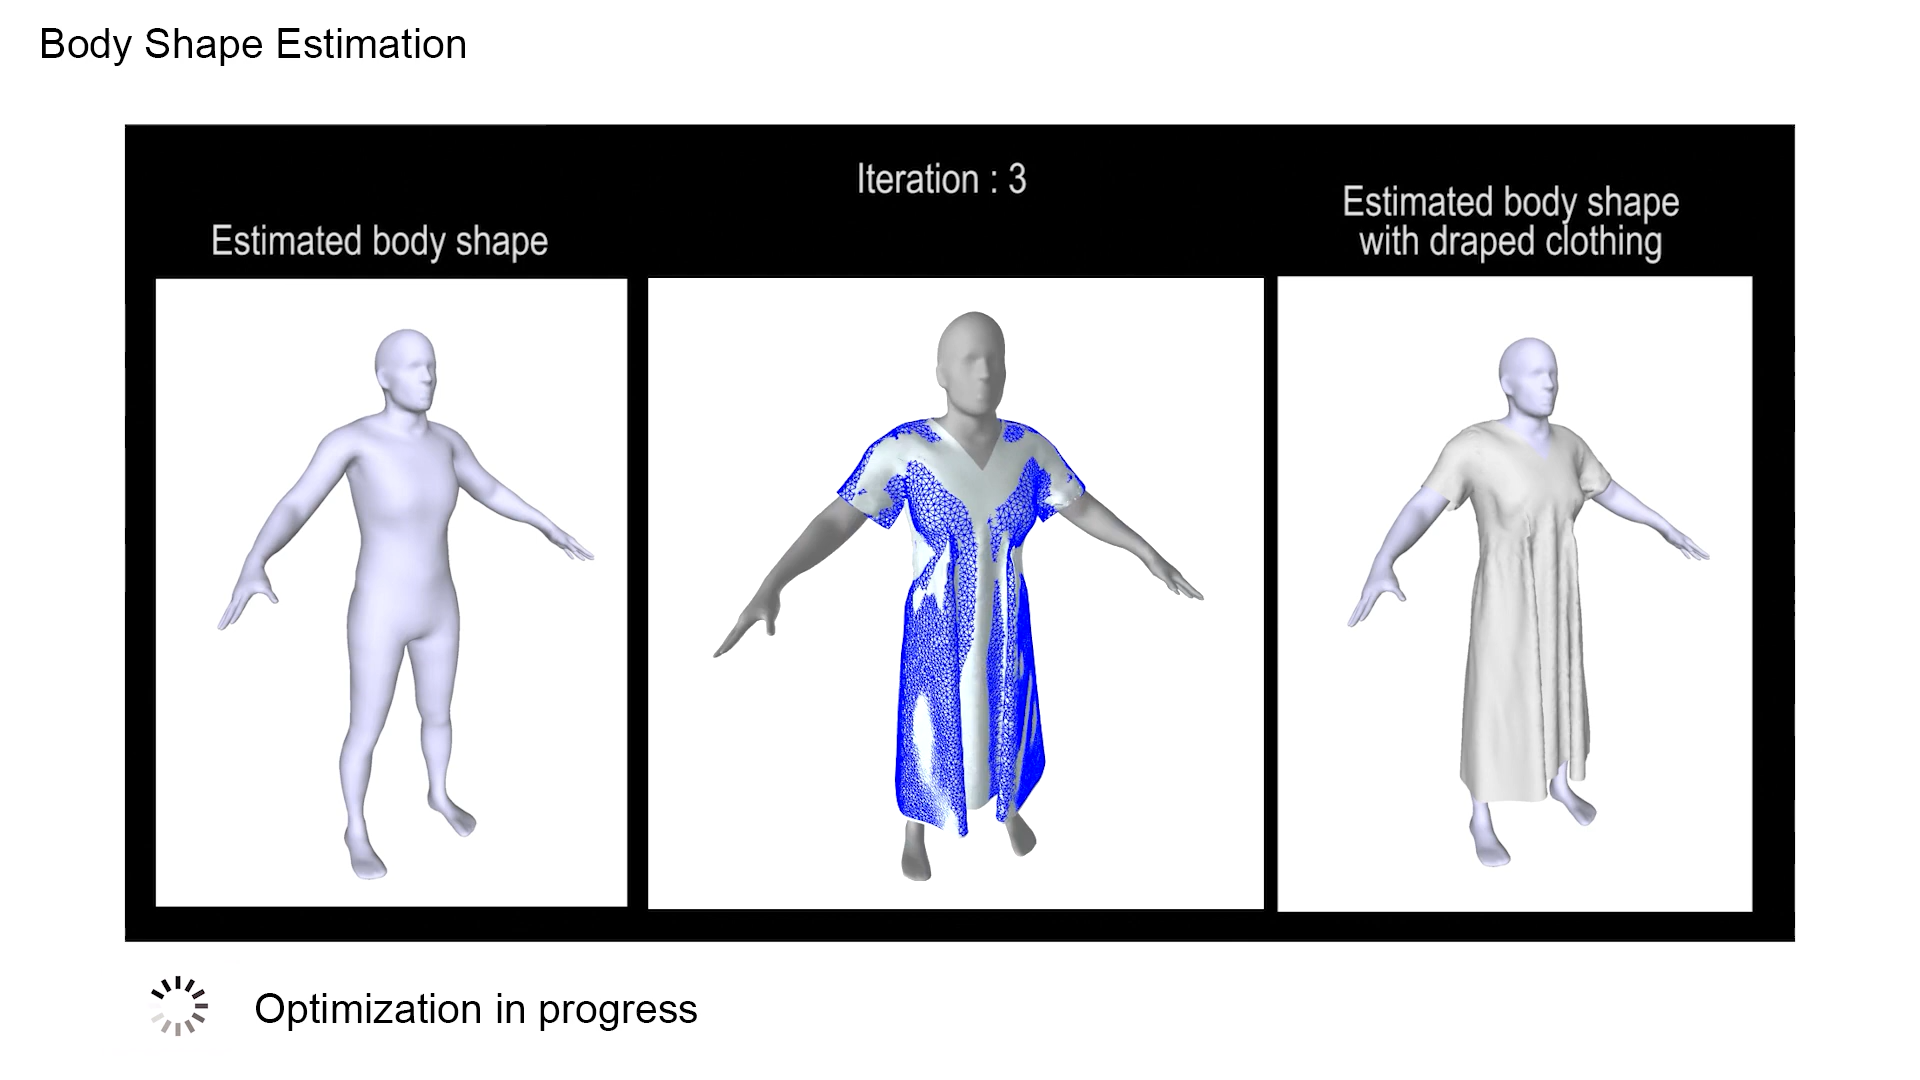 Body Shape Estimation
Iteration : 3
Estimated body shape
Estimated body shape
with draped clothing
Optimization in progress